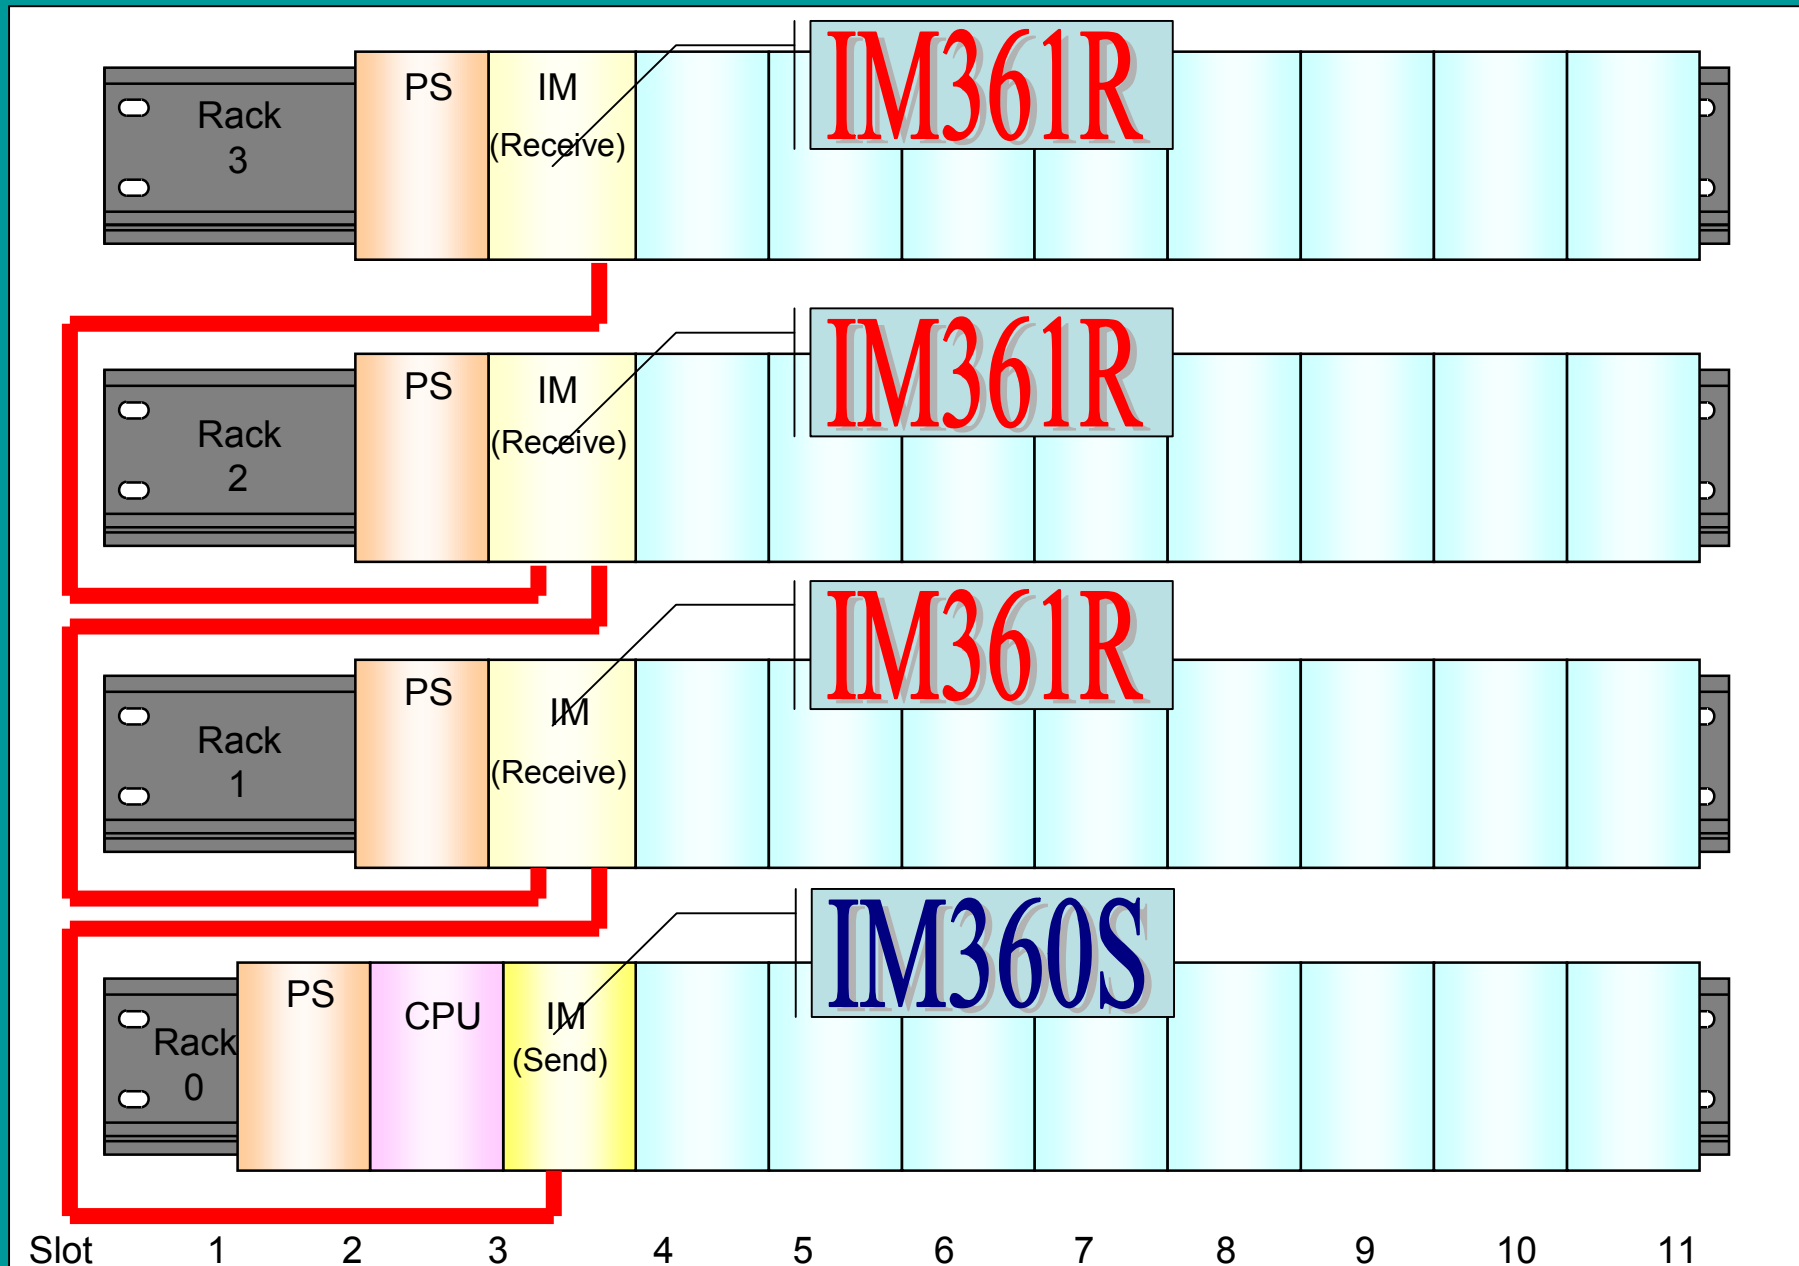 Rack
3
PS
IM
(Receive)
IM361R
Rack
2
PS
IM
(Receive)
IM361R
Rack
1
PS
IM
(Receive)
IM361R
Rack
0
PS
CPU
IM
(Send)
IM360S
Slot 1 2 3 4 5 6 7 8 9 10 11